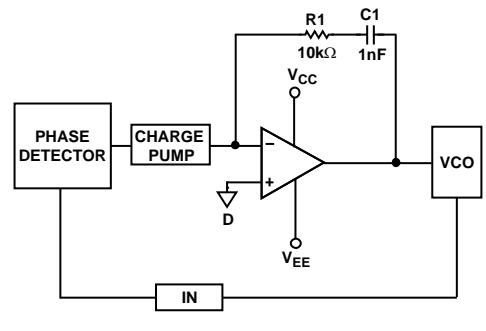 R1
10kΩ
C1
1nF
VCC
PHASE
DETECTOR
CHARGE
PUMP
−
+
D
VCO
VEE
IN